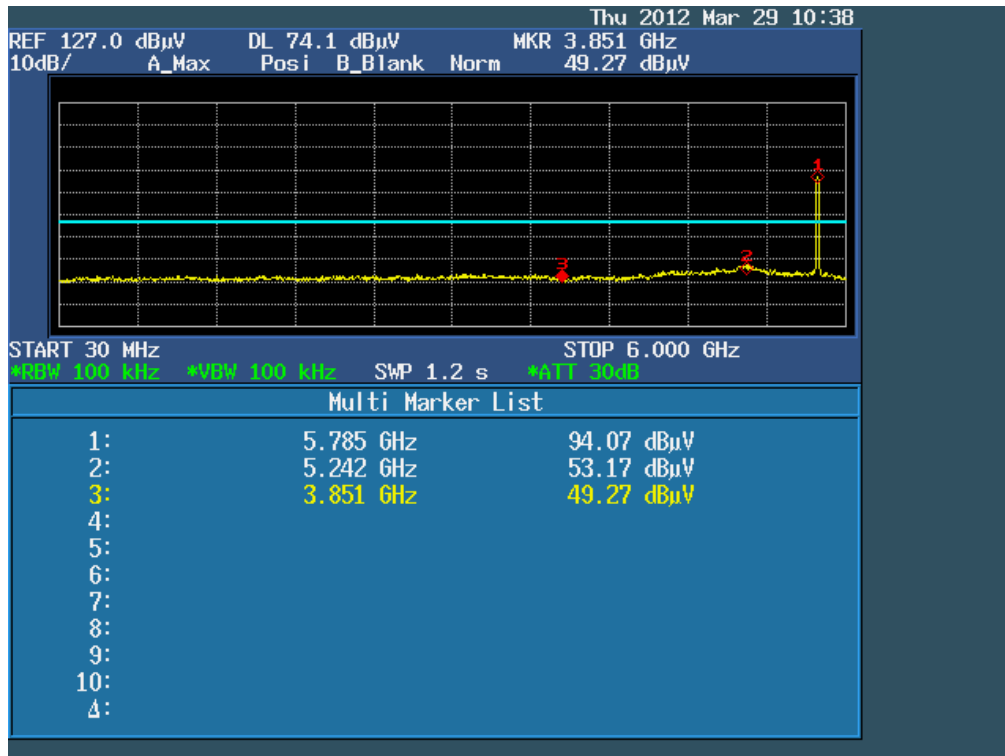 Thu 2012 Mar 29 10:38
REF 127.0 dBµV DL 74.1 dBµV MKR 3.851 GHz
10dB/ A_Max Posi B_Blank Norm 49.27 dBµV
1
2
3
START 30 MHz STOP 6.000 GHz
*RBW 100 kHz *VBW 100 kHz SWP 1.2 s *ATT 30dB
Multi Marker List
1: 5.785 GHz 94.07 dBµV
2: 5.242 GHz 53.17 dBµV
3: 3.851 GHz 49.27 dBµV
4:
5:
6:
7:
8:
9:
10:
Δ: